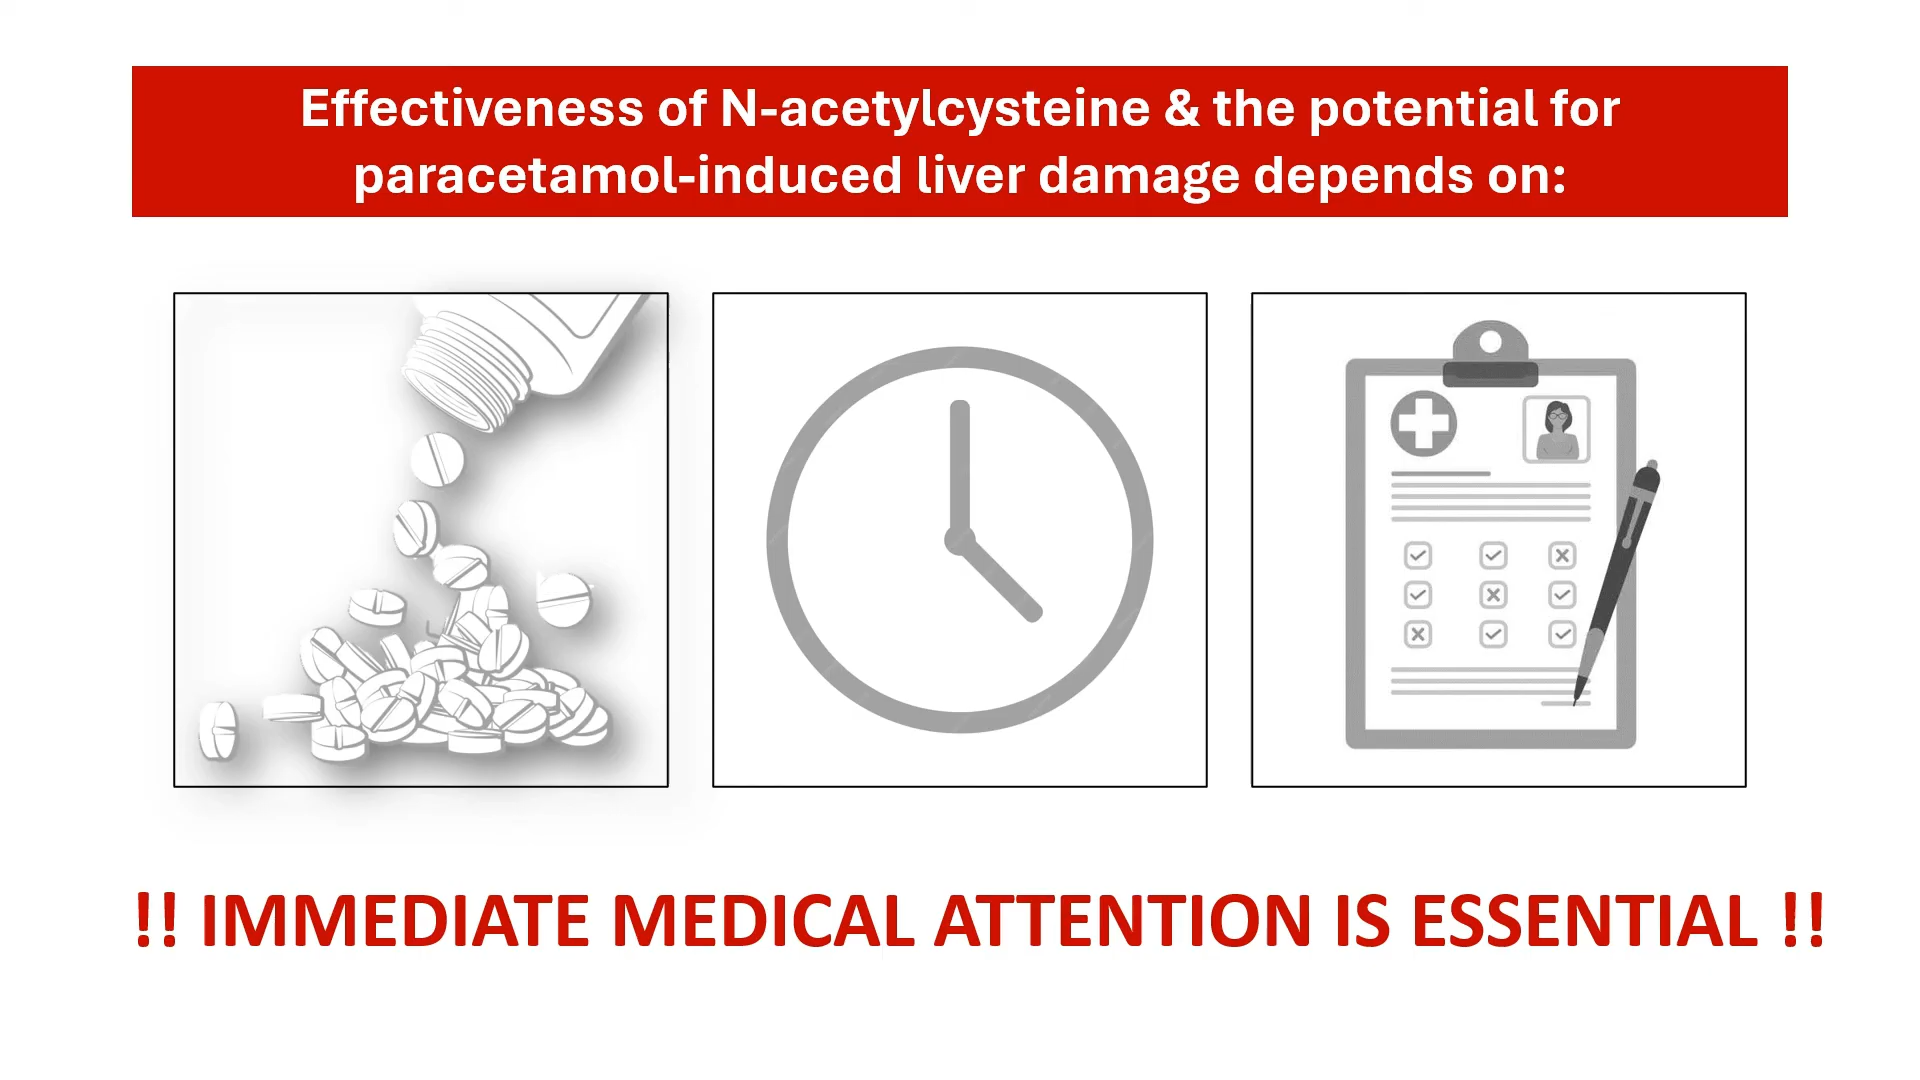 Effectiveness of N-acetylcysteine & the potential for
paracetamol-induced liver damage depends on:
!! IMMEDIATE MEDICAL ATTENTION IS ESSENTIAL !!